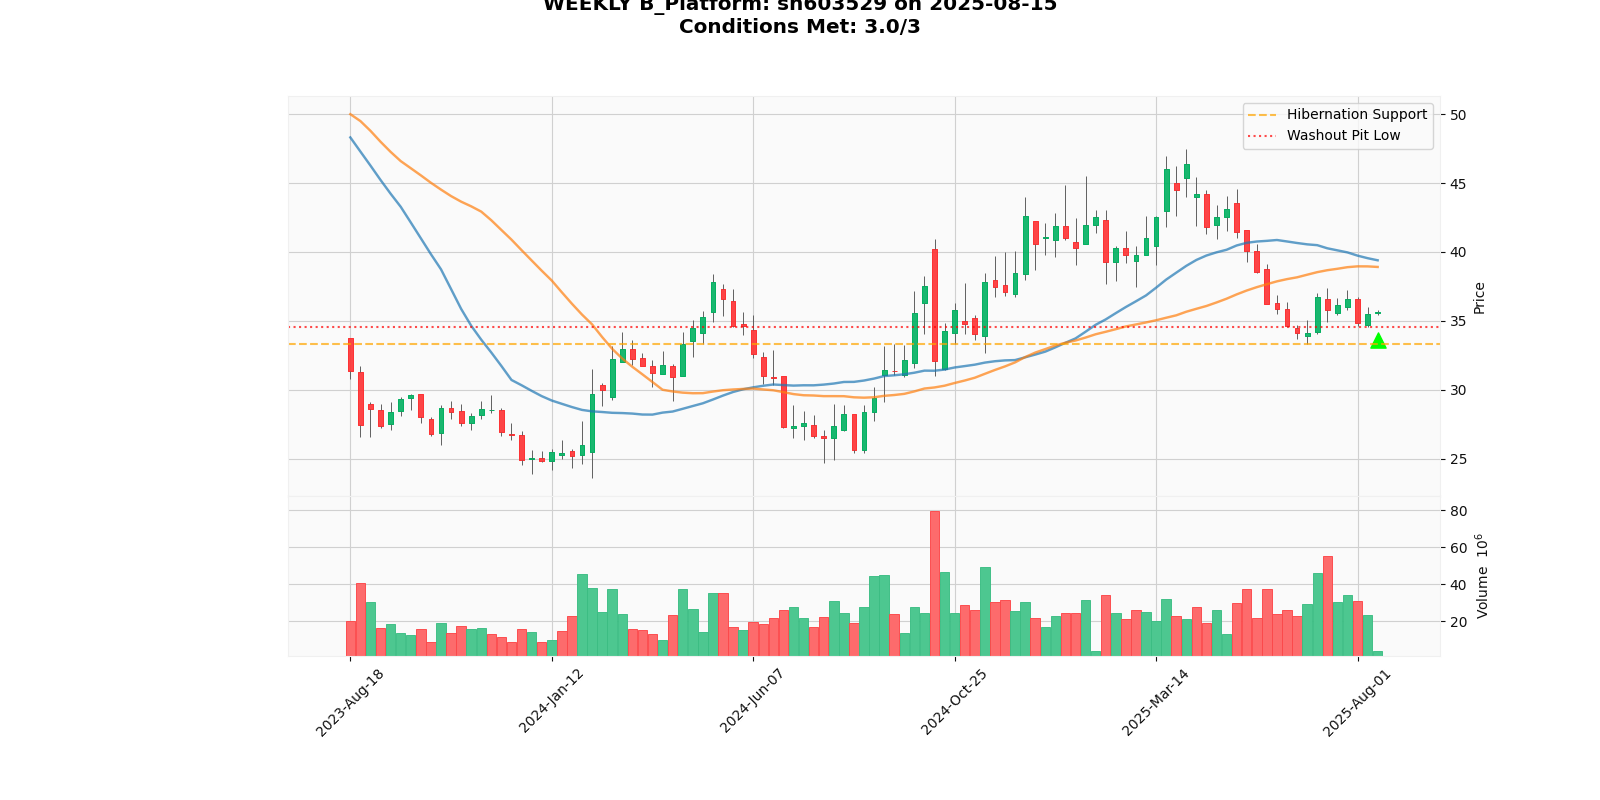 WEEKLY B_Platform: sh603529 on 2025-08-15
Conditions Met: 3.0/3
Hibernation Support
Washout Pit Low
50
45
40
35
30
25
Price
80
60
40
20
Volume 10⁶
2023-Aug-18
2024-Jan-12
2024-Jun-07
2024-Oct-25
2025-Mar-14
2025-Aug-01